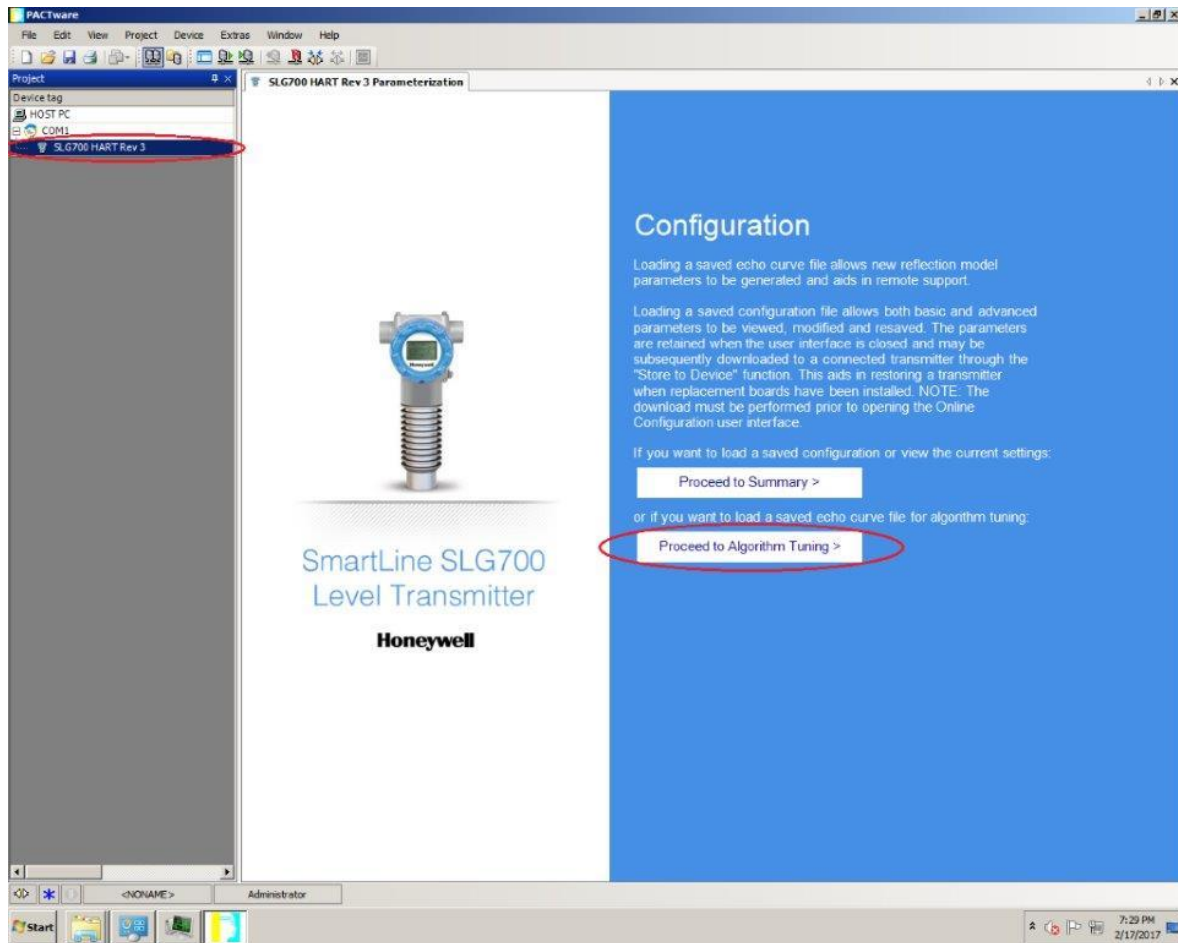 PACTware
File Edit View Project Device Extras Window Help
Project
SLG700 HART Rev 3 Parameterization
Device tag
HOST PC
COM1
SLG700 HART Rev 3
Configuration
Loading a saved echo curve file allows new reflection model
parameters to be generated and aids in remote support.
Loading a saved configuration file allows both basic and advanced
parameters to be viewed, modified and resaved. The parameters
are retained when the user interface is closed and may be
subsequently downloaded to a connected transmitter through the
"Store to Device" function. This aids in restoring a transmitter
when replacement boards have been installed. NOTE: The
download must be performed prior to opening the Online
Configuration user interface.
If you want to load a saved configuration or view the current settings:
Proceed to Summary >
or if you want to load a saved echo curve file for algorithm tuning:
Proceed to Algorithm Tuning >
Honeywell
SmartLine SLG700
Level Transmitter
Honeywell
<NONAME> Administrator
Start
7:29 PM
2/17/2017